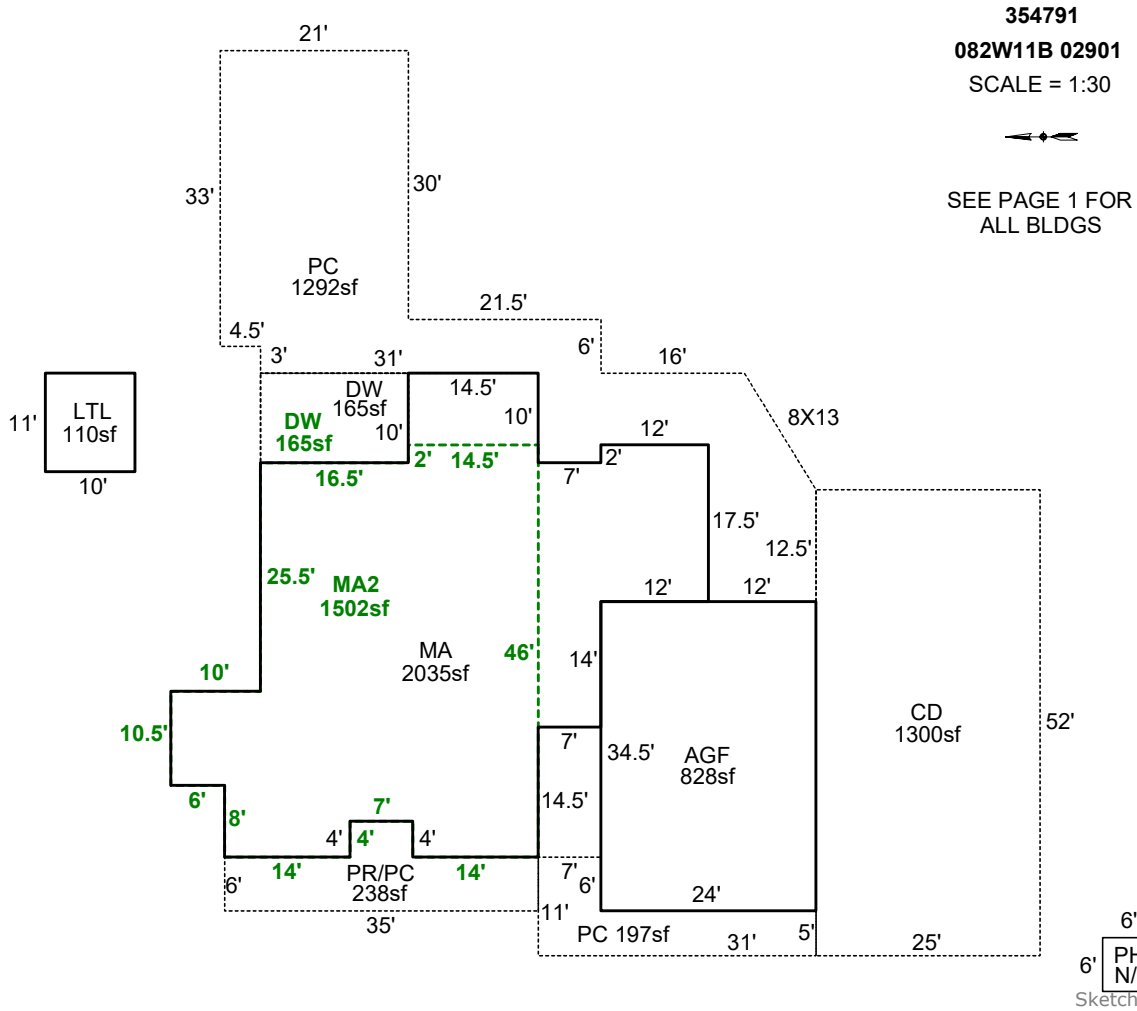 354791
082W11B 02901
SCALE = 1:30
SEE PAGE 1 FOR
ALL BLDGS
21'
33'
30'
PC
1292sf
21.5'
4.5'
3'
31'
6'
16'
14.5'
DW
165sf
DW
165sf
10'
10'
8X13
LTL
110sf
11'
10'
12'
16.5'
2'
14.5'
7'
2'
17.5'
12.5'
25.5'
MA2
1502sf
12'
12'
MA
2035sf
46'
14'
10'
10.5'
CD
1300sf
52'
7'
34.5'
AGF
828sf
6'
8'
7'
14.5'
4'
4'
4'
14'
PR/PC
238sf
14'
7'
6'
6'
24'
35'
11'
PC 197sf
31'
5'
25'
6'
6'
PH
N/
Sketch